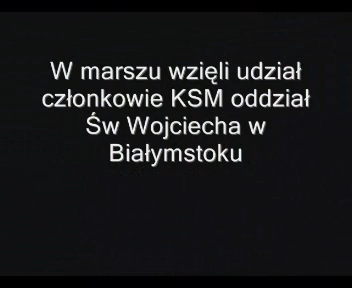 W marszu wzięli udział
członkowie KSM oddział
Św Wojciecha w
Białymstoku